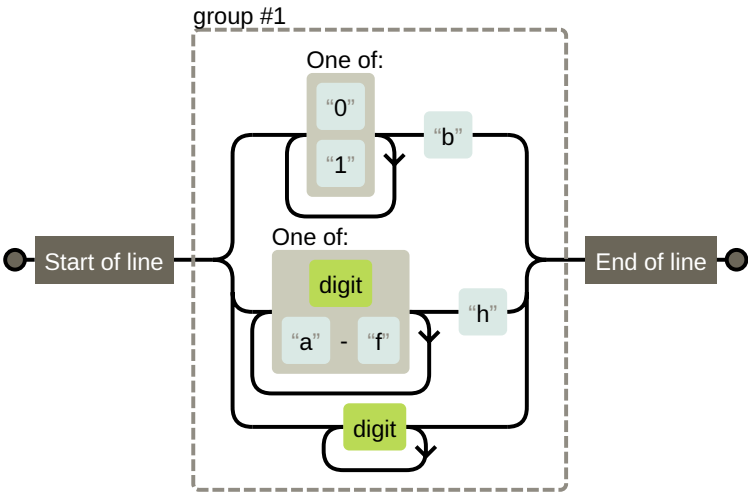 group #1
One of:
“0”
“1”
“b”
Start of line
End of line
One of:
digit
“a” - “f”
“h”
digit